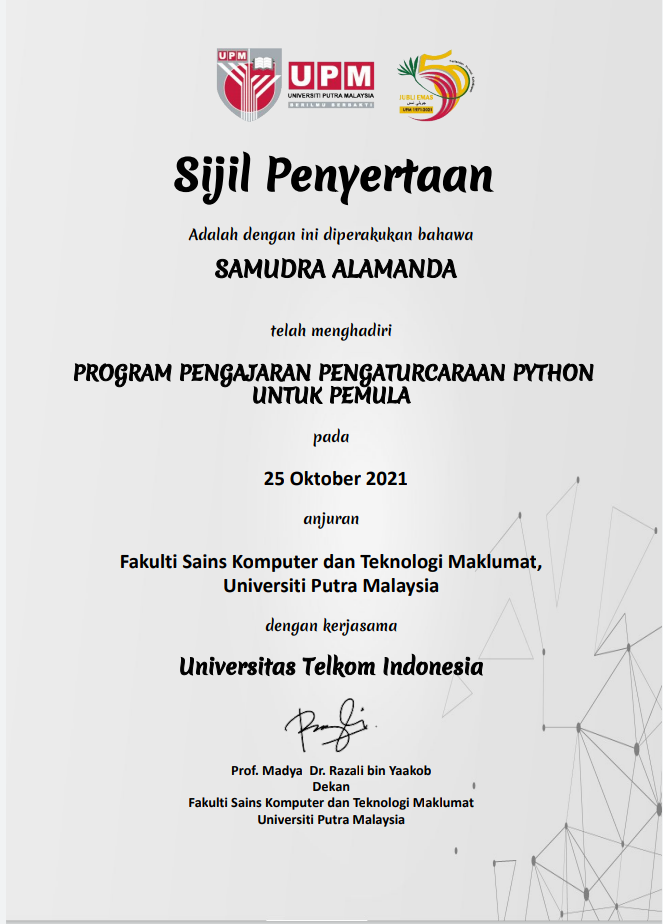 UPM
UPM
UNIVERSITI PUTRA MALAYSIA
BERILMU BERBAKTI
JUBLI EMAS
UPM 1971-2021
Sijil Penyertaan
Adalah dengan ini diperakukan bahawa
SAMUDRA ALAMANDA
telah menghadiri
PROGRAM PENGAJARAN PENGATURCARAAN PYTHON
UNTUK PEMULA
pada
25 Oktober 2021
anjuran
Fakulti Sains Komputer dan Teknologi Maklumat,
Universiti Putra Malaysia
dengan kerjasama
Universitas Telkom Indonesia
Prof. Madya Dr. Razali bin Yaakob
Dekan
Fakulti Sains Komputer dan Teknologi Maklumat
Universiti Putra Malaysia